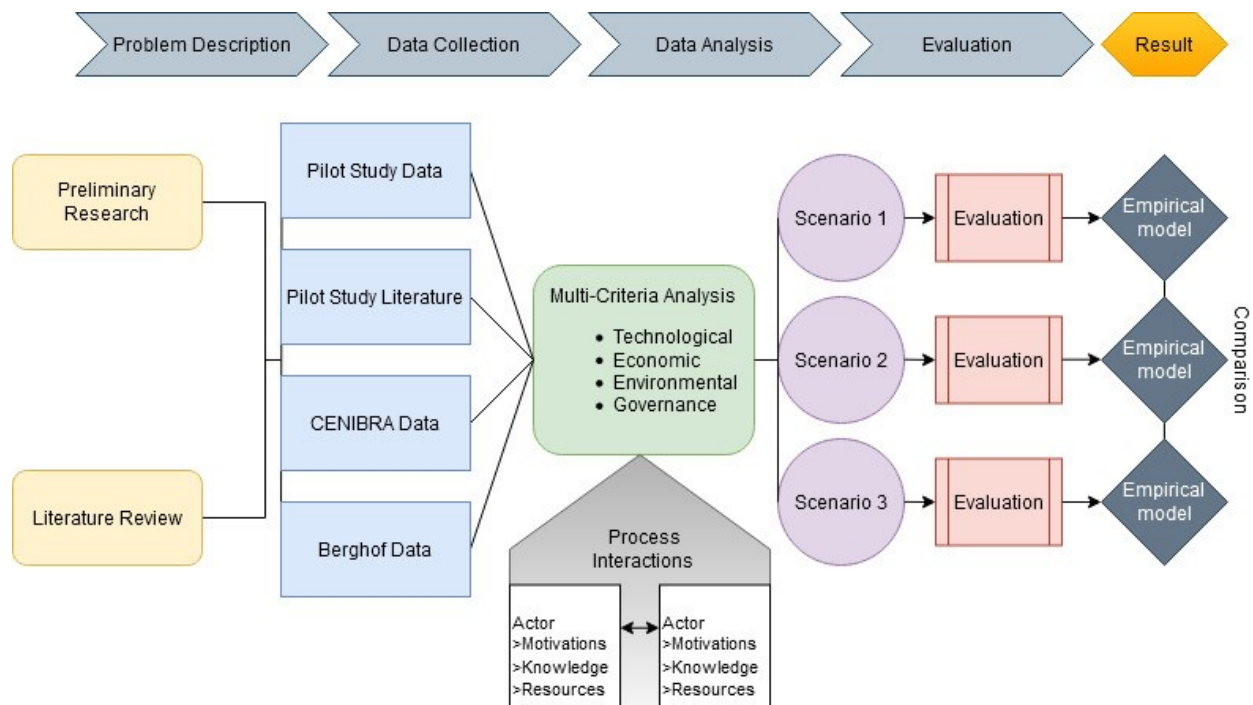 Problem Description
Data Collection
Data Analysis
Evaluation
Result
Preliminary
Research
Literature Review
Pilot Study Data
Pilot Study Literature
CENIBRA Data
Berghof Data
Multi-Criteria Analysis
• Technological
• Economic
• Environmental
• Governance
Process
Interactions
Actor
>Motivations
>Knowledge
>Resources
Actor
>Motivations
>Knowledge
>Resources
Scenario 1
Evaluation
Empirical
model
Scenario 2
Evaluation
Empirical
model
Scenario 3
Evaluation
Empirical
model
Comparison